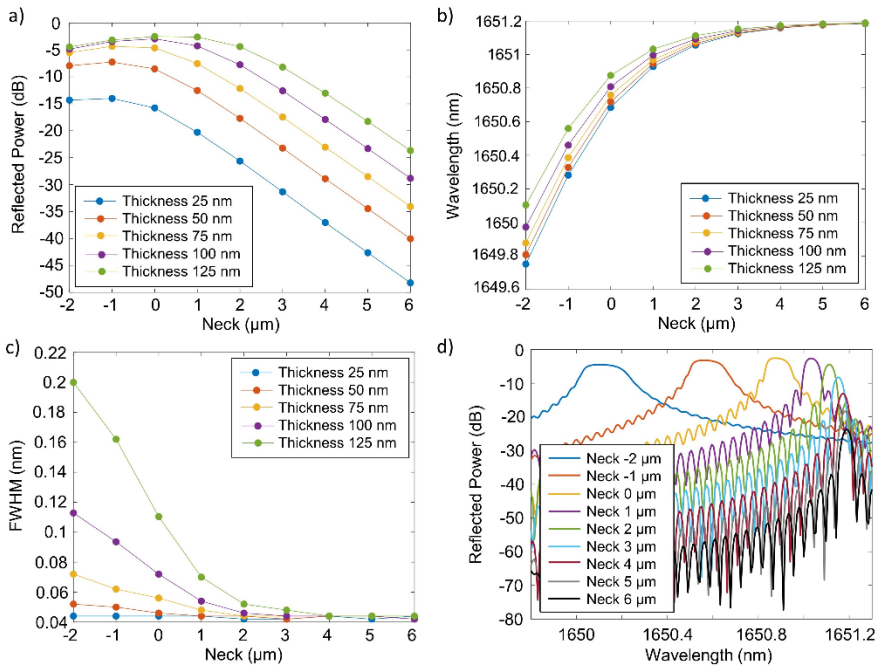 a)
0
-5
-10
-15
-20
-25
-30
-35
-40
-45
-50
Reflected Power (dB)
Thickness 25 nm
Thickness 50 nm
Thickness 75 nm
Thickness 100 nm
Thickness 125 nm
-2 -1 0 1 2 3 4 5 6
Neck (µm)
b)
1651.2
1651
1650.8
1650.6
1650.4
1650.2
1650
1649.8
1649.6
Wavelength (nm)
Thickness 25 nm
Thickness 50 nm
Thickness 75 nm
Thickness 100 nm
Thickness 125 nm
-2 -1 0 1 2 3 4 5 6
Neck (µm)
c)
0.22
0.2
0.18
0.16
0.14
0.12
0.1
0.08
0.06
0.04
FWHM (nm)
Thickness 25 nm
Thickness 50 nm
Thickness 75 nm
Thickness 100 nm
Thickness 125 nm
-2 -1 0 1 2 3 4 5 6
Neck (µm)
d)
0
-10
-20
-30
-40
-50
-60
-70
-80
Reflected Power (dB)
Neck -2 µm
Neck -1 µm
Neck 0 µm
Neck 1 µm
Neck 2 µm
Neck 3 µm
Neck 4 µm
Neck 5 µm
Neck 6 µm
1650 1650.4 1650.8 1651.2
Wavelength (nm)